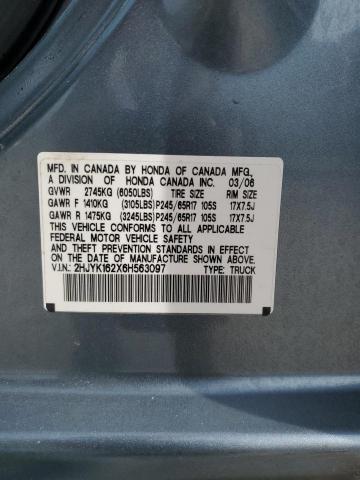 MFD. IN CANADA BY HONDA OF CANADA MFG.,
A DIVISION OF HONDA CANADA INC. 03/06
GVWR 2745KG (6050LBS) TIRE SIZE RIM SIZE
GAWR F 1410KG (3105LBS) P245/65R17 105S 17X7.5J
GAWR R 1475KG (3245LBS) P245/65R17 105S 17X7.5J
THIS VEHICLE CONFORMS TO ALL APPLICABLE
FEDERAL MOTOR VEHICLE SAFETY
AND THEFT PREVENTION STANDARDS IN EFFECT
ON THE DATE OF MANUFACTURE SHOWN ABOVE.
V.I.N.: 2HJYK162X6H563097 TYPE: TRUCK